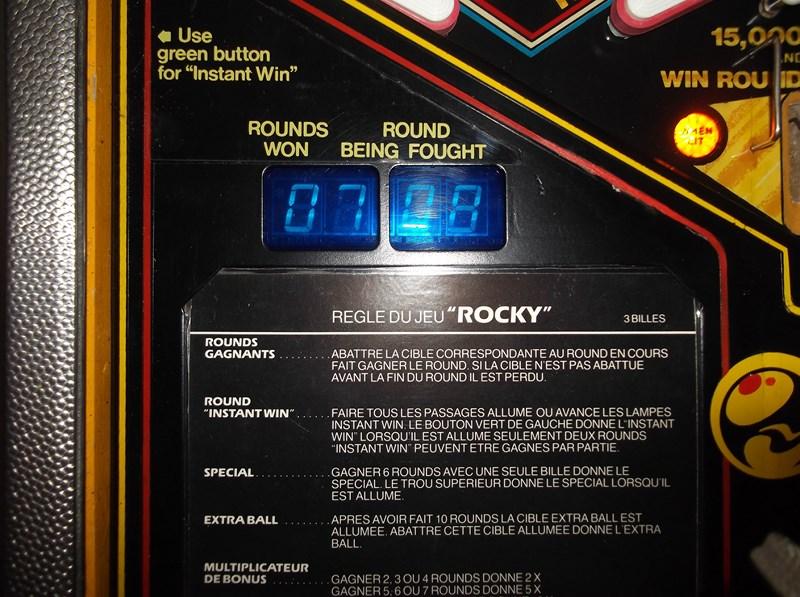 Use
green button
for "Instant Win"
15,000
WIN ROUND
WHEN
LIT
ROUNDS
WON
ROUND
BEING FOUGHT
07 08
REGLE DU JEU "ROCKY" 3 BILLES
ROUNDS
GAGNANTS ......... ABATTRE LA CIBLE CORRESPONDANTE AU ROUND EN COURS
FAIT GAGNER LE ROUND. SI LA CIBLE N'EST PAS ABATTUE
AVANT LA FIN DU ROUND IL EST PERDU.
ROUND
"INSTANT WIN" ...... FAIRE TOUS LES PASSAGES ALLUME OU AVANCE LES LAMPES
INSTANT WIN. LE BOUTON VERT DE GAUCHE DONNE L'"INSTANT
WIN" LORSQU'IL EST ALLUME SEULEMENT DEUX ROUNDS
"INSTANT WIN" PEUVENT ETRE GAGNES PAR PARTIE.
SPECIAL ............. GAGNER 6 ROUNDS AVEC UNE SEULE BILLE DONNE LE
SPECIAL. LE TROU SUPERIEUR DONNE LE SPECIAL LORSQU'IL
EST ALLUME.
EXTRA BALL ........ APRES AVOIR FAIT 10 ROUNDS LA CIBLE EXTRA BALL EST
ALLUMEE. ABATTRE CETTE CIBLE ALLUMEE DONNE L'EXTRA
BALL.
MULTIPLICATEUR
DE BONUS .......... GAGNER 2, 3 OU 4 ROUNDS DONNE 2 X
GAGNER 5, 6 OU 7 ROUNDS DONNE 5 X